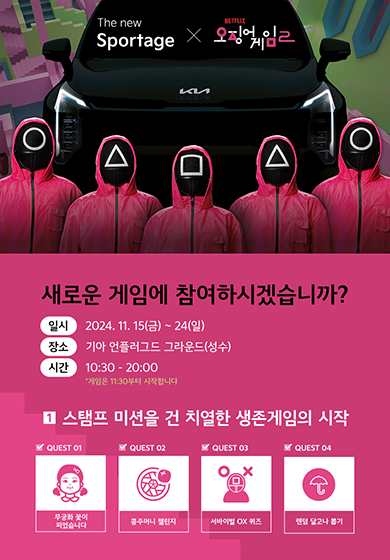 The new
Sportage
×
NETFLIX
오징어
게임2
KIA
새로운 게임에 참여하시겠습니까?
일시 2024. 11. 15(금) ~ 24(일)
장소 기아 언플러그드 그라운드(성수)
시간 10:30 - 20:00
*게임은 11:30부터 시작합니다
1 스탬프 미션을 건 치열한 생존게임의 시작
QUEST 01
QUEST 02
QUEST 03
QUEST 04
무궁화 꽃이
피었습니다
콩주머니 챌린지
서바이벌 OX 퀴즈
랜덤 달고나 뽑기